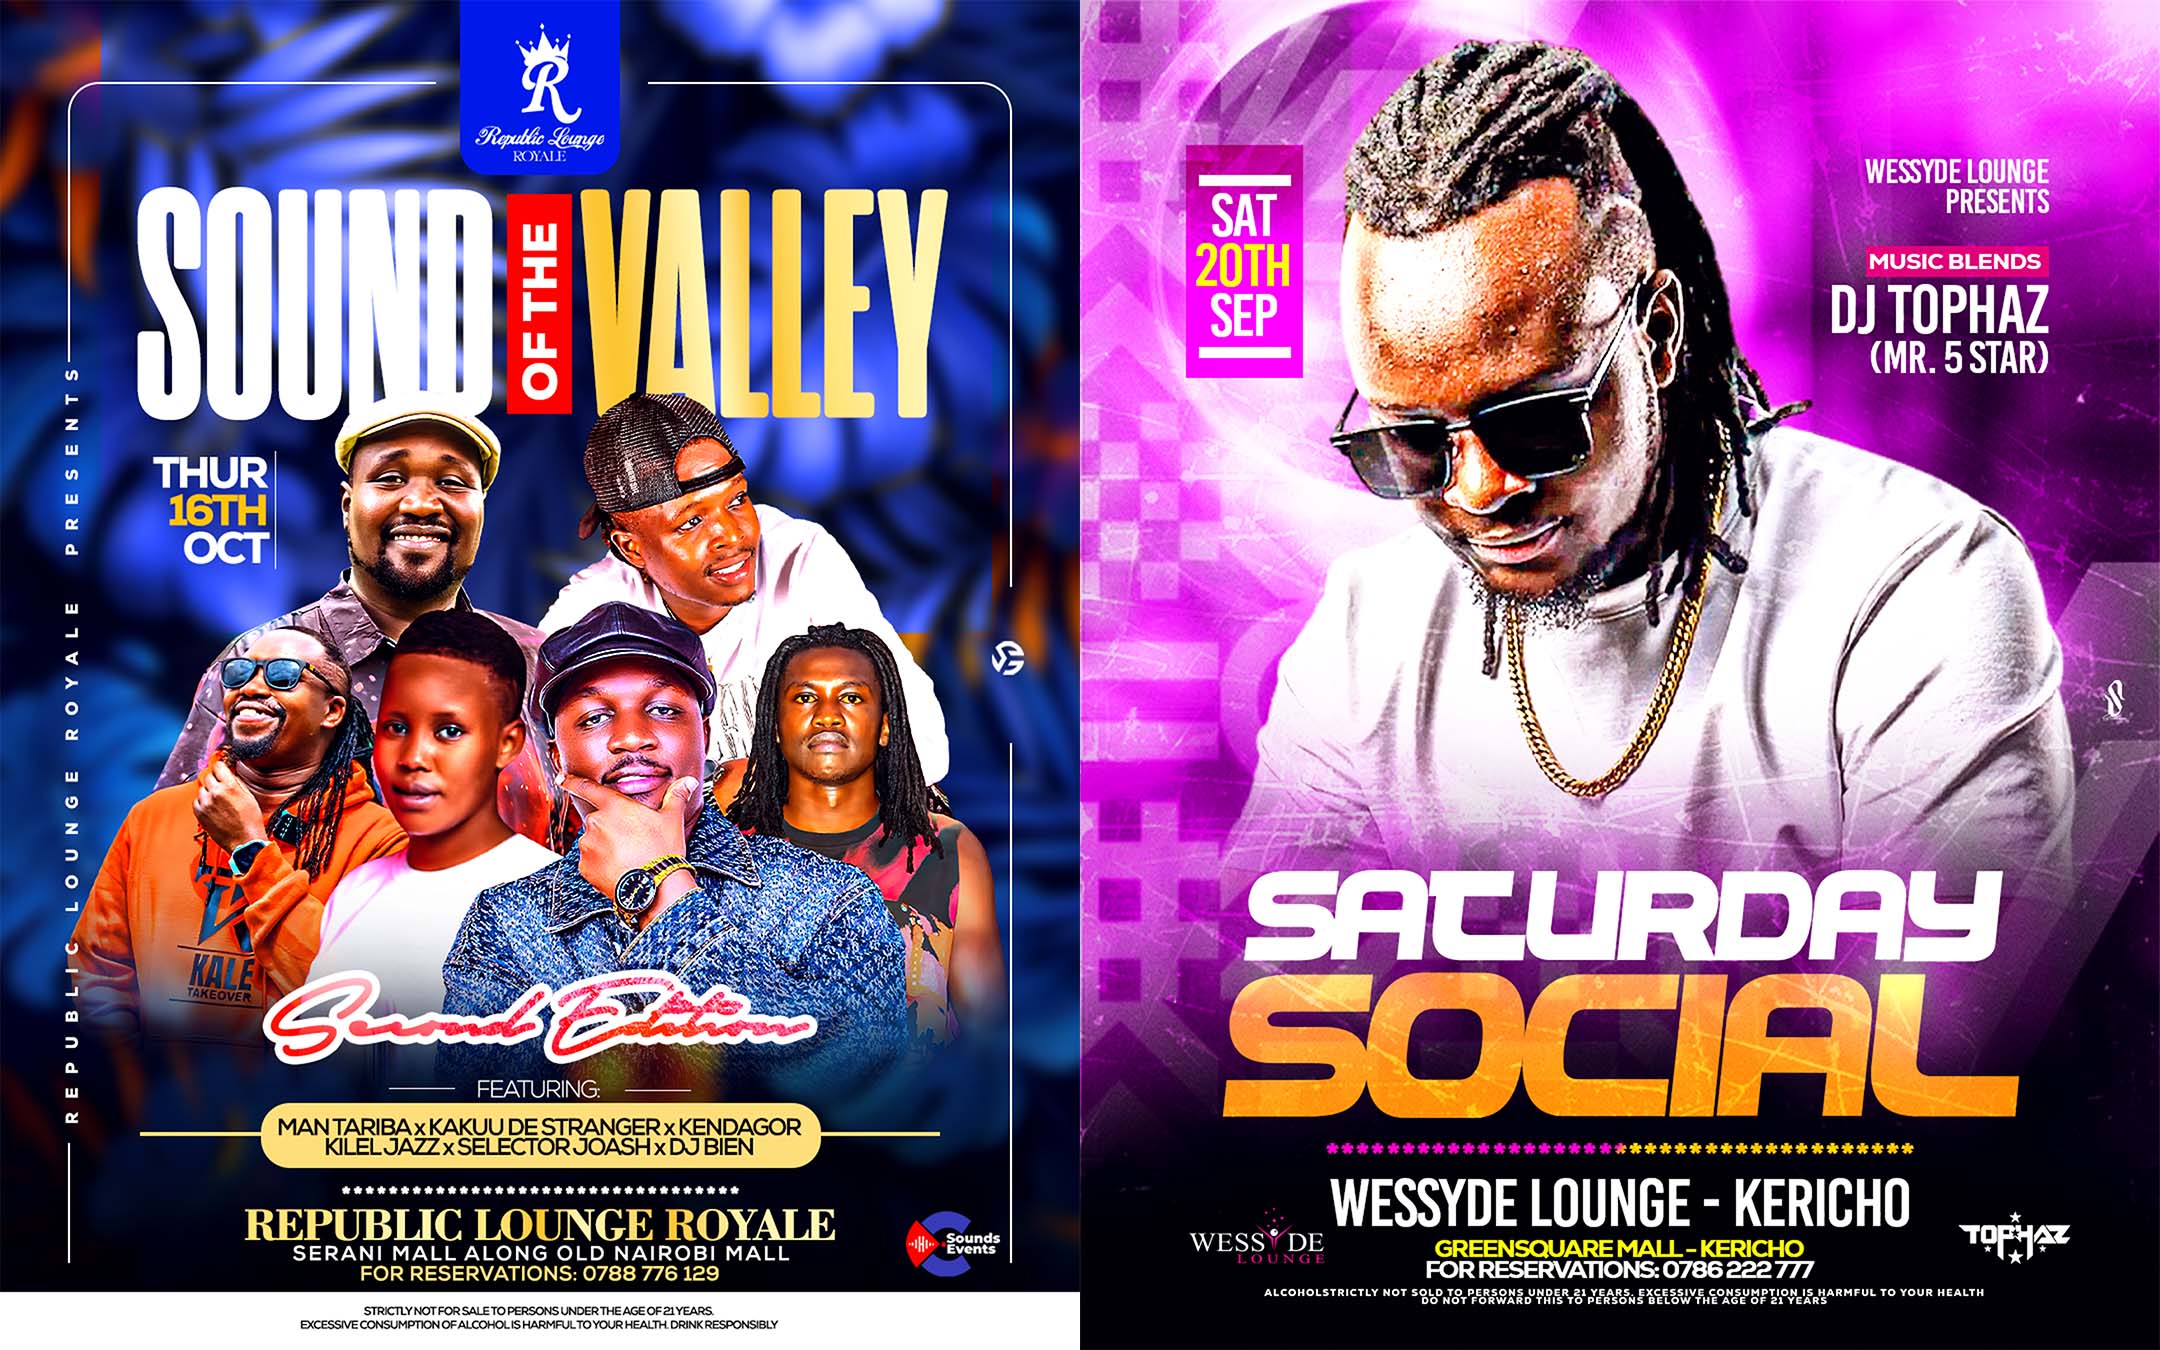 R
Republic Lounge
ROYALE
SOUND OF THE VALLEY
REPUBLIC LOUNGE ROYALE PRESENTS
THUR
16TH
OCT
KALE
TAKEOVER
Second Edition
FEATURING:
MAN TARIBA x KAKUU DE STRANGER x KENDAGOR
KILEL JAZZ x SELECTOR JOASH x DJ BIEN
REPUBLIC LOUNGE ROYALE
SERANI MALL ALONG OLD NAIROBI MALL
FOR RESERVATIONS: 0788 776 129
Sounds
Events
STRICTLY NOT FOR SALE TO PERSONS UNDER THE AGE OF 21 YEARS.
EXCESSIVE CONSUMPTION OF ALCOHOL IS HARMFUL TO YOUR HEALTH. DRINK RESPONSIBLY
SAT
20TH
SEP
WESSYDE LOUNGE
PRESENTS
MUSIC BLENDS
DJ TOPHAZ
(MR. 5 STAR)
SATURDAY
SOCIAL
****************************************
WESSYDE LOUNGE - KERICHO
GREENSQUARE MALL - KERICHO
FOR RESERVATIONS: 0786 222 777
WESSYDE
LOUNGE
TOPHAZ
ALCOHOLSTRICTLY NOT SOLD TO PERSONS UNDER 21 YEARS. EXCESSIVE CONSUMPTION IS HARMFUL TO YOUR HEALTH
DO NOT FORWARD THIS TO PERSONS BELOW THE AGE OF 21 YEARS